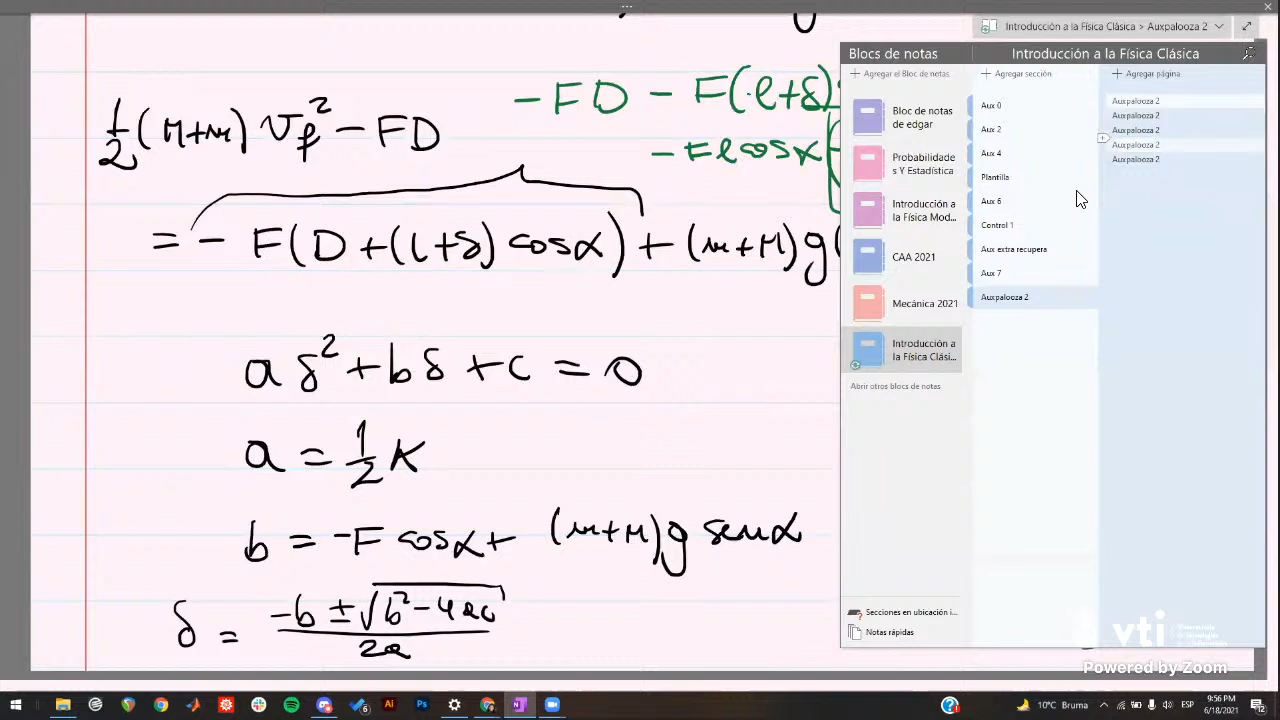 Introducción a la Física Clásica > Auxpalooza 2
- FD - F(l+δ)
- Fl cosα
1/2 (M+m) Vf² - FD
= - F(D+(l+δ) cosα) + (m+M)g(
aδ² + bδ + c = 0
a = 1/2 K
b = -F cosα + (m+M)g senα
δ = -b ± √b² - 4ac / 2a
Blocs de notas
Introducción a la Física Clásica
+ Agregar el Bloc de notas
+ Agregar sección
+ Agregar página
Bloc de notas
de edgar
Probabilidade
s Y Estadística
Introducción a
la Física Mod...
CAA 2021
Mecánica 2021
Introducción a
la Física Clási...
Abrir otros blocs de notas
Aux 0
Aux 2
Aux 4
Plantilla
Aux 6
Control 1
Aux extra recupera
Aux 7
Auxpalooza 2
Auxpalooza 2
Auxpalooza 2
Auxpalooza 2
Auxpalooza 2
Auxpalooza 2
Secciones en ubicación i...
Notas rápidas
vti
Powered by Zoom
10°C Bruma
ESP
9:56 PM
6/18/2021